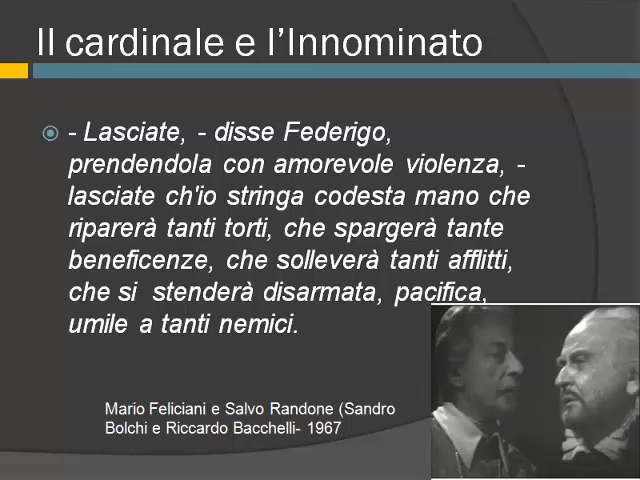 Il cardinale e l’Innominato
- Lasciate, - disse Federigo,
prendendola con amorevole violenza, -
lasciate ch'io stringa codesta mano che
riparerà tanti torti, che spargerà tante
beneficenze, che solleverà tanti afflitti,
che si stenderà disarmata, pacifica,
umile a tanti nemici.
Mario Feliciani e Salvo Randone (Sandro
Bolchi e Riccardo Bacchelli- 1967